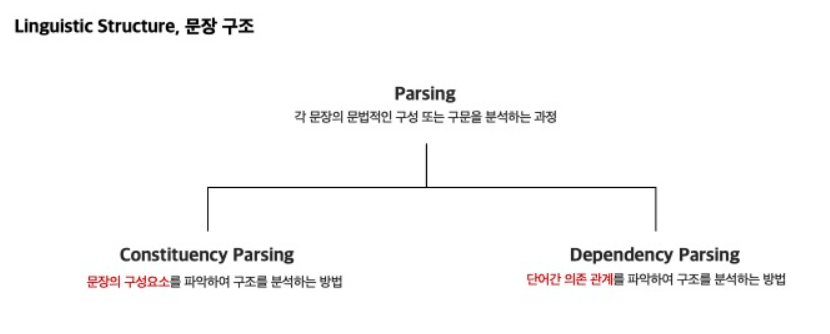 Linguistic Structure, 문장 구조
Parsing
각 문장의 문법적인 구성 또는 구문을 분석하는 과정
Constituency Parsing
문장의 구성요소를 파악하여 구조를 분석하는 방법
Dependency Parsing
단어간 의존 관계를 파악하여 구조를 분석하는 방법